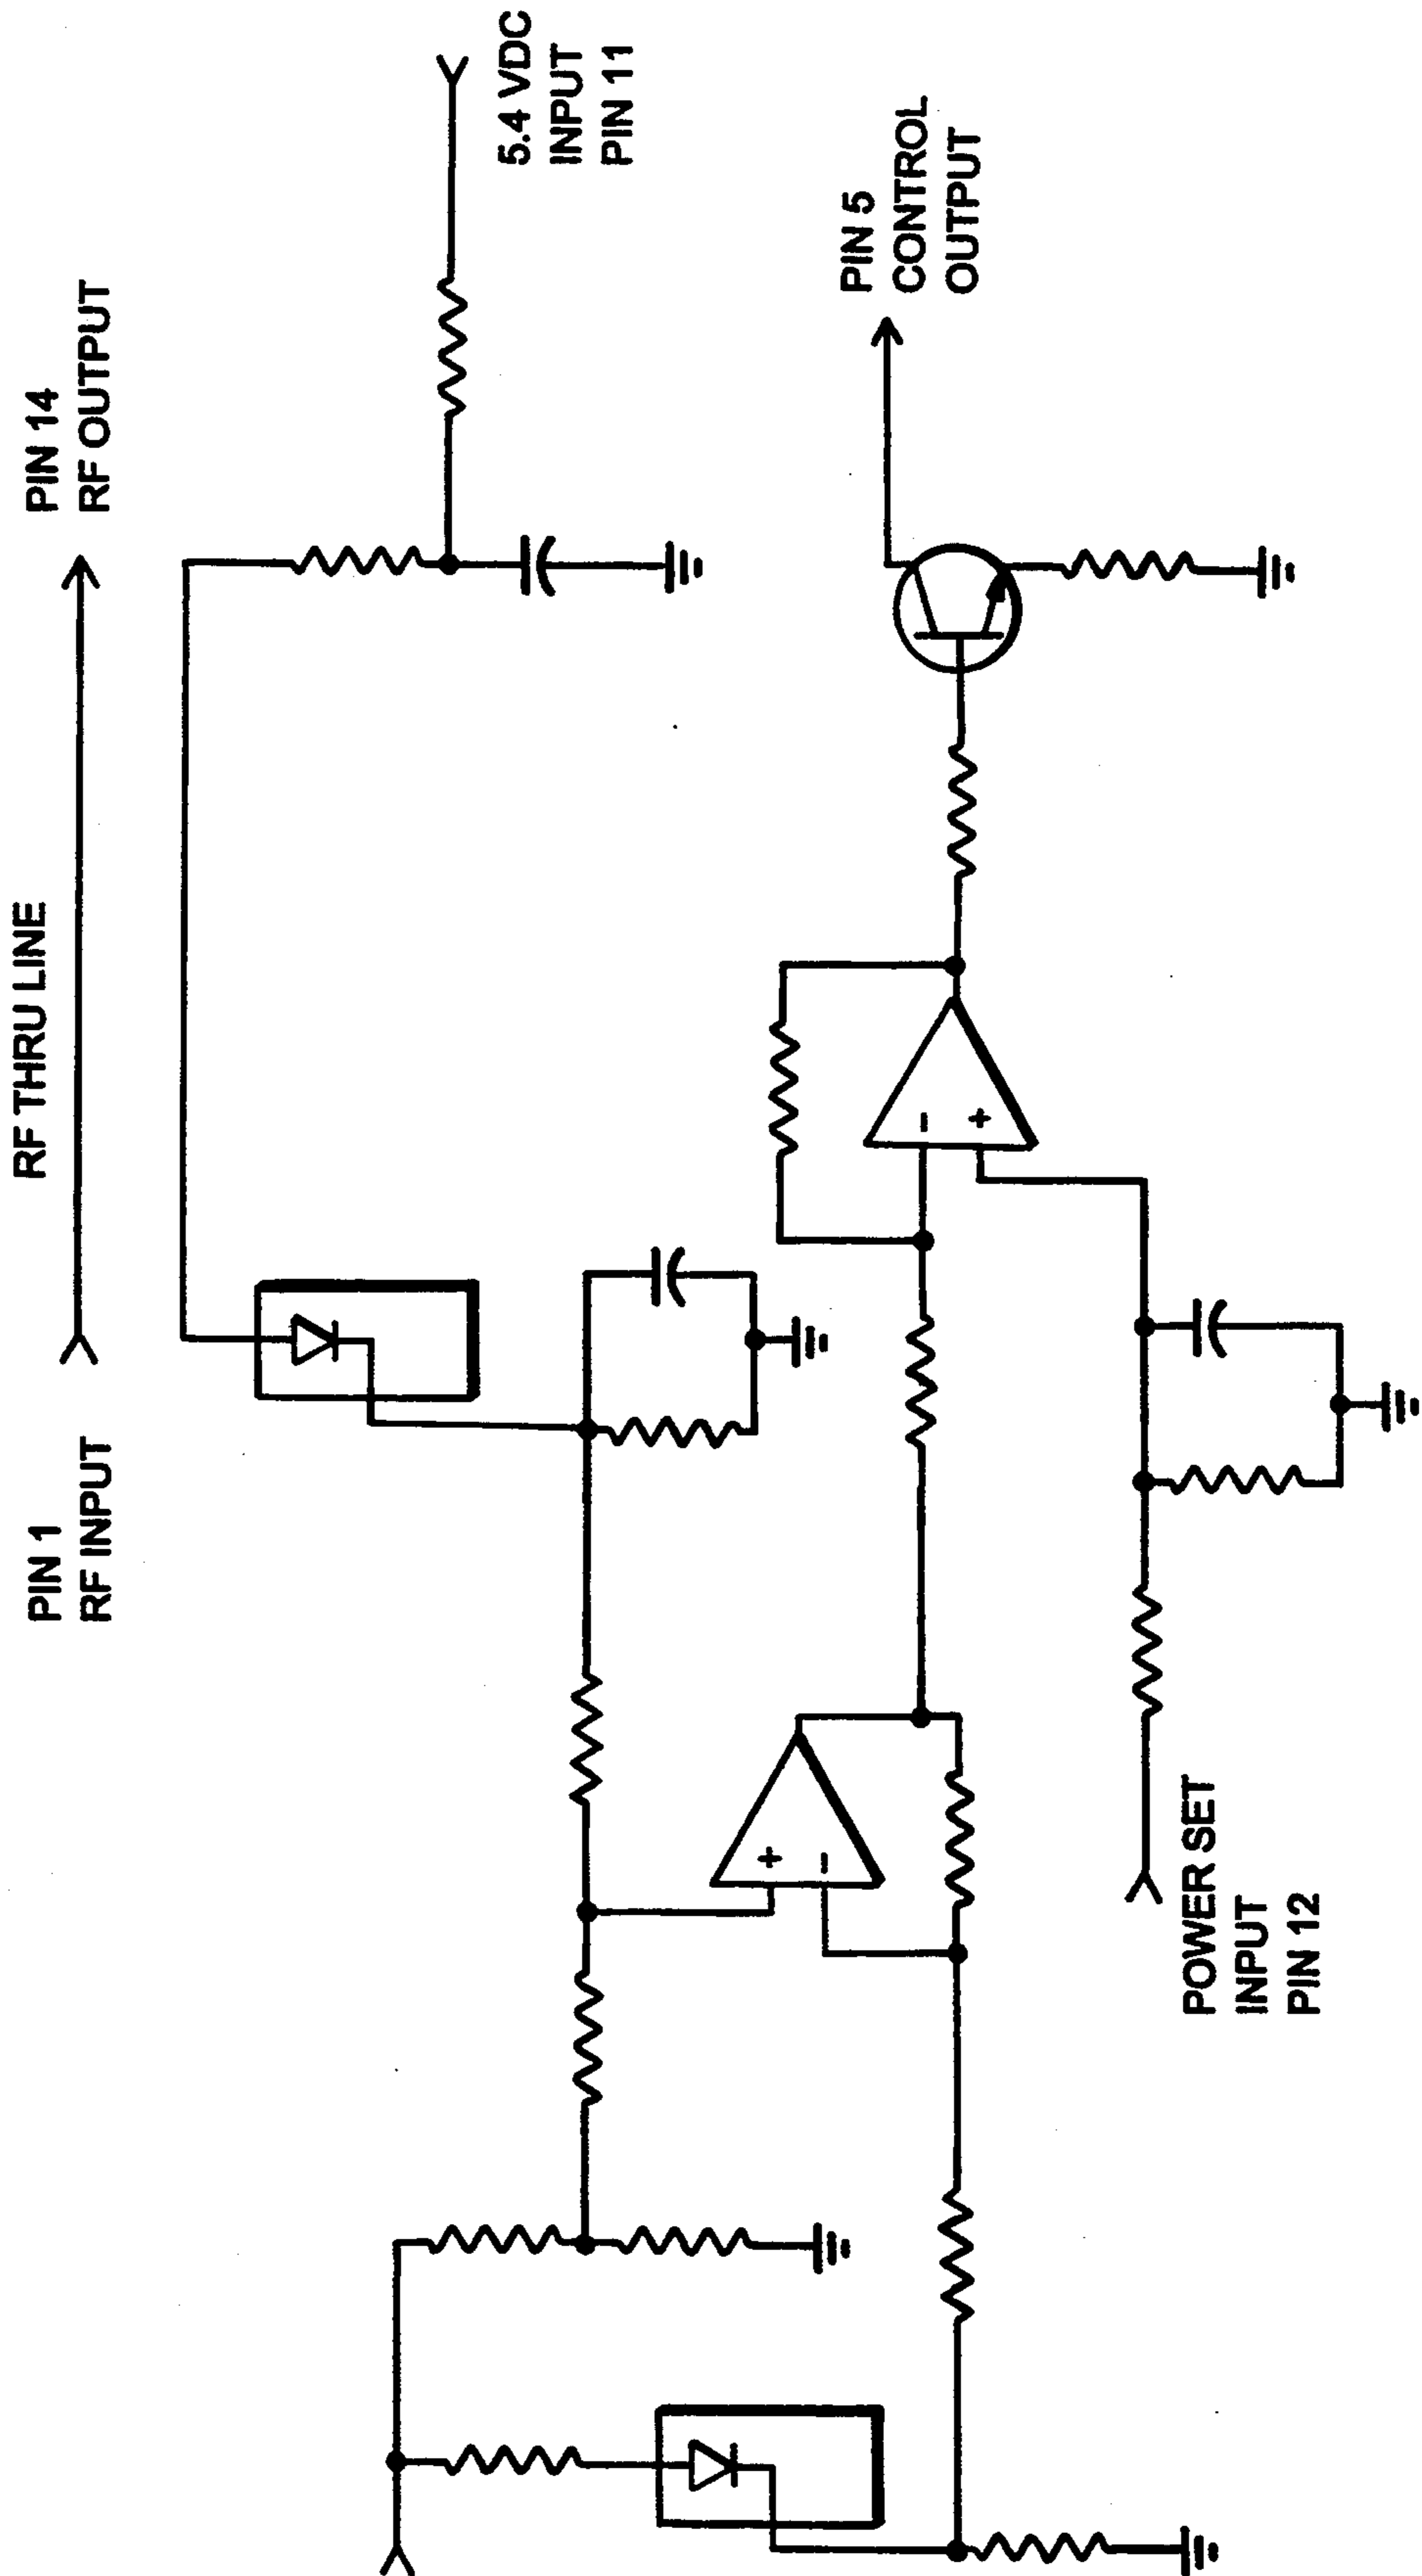 RF THRU LINE
PIN 1
RF INPUT
PIN 14
RF OUTPUT
5.4 VDC
INPUT
PIN 11
PIN 5
CONTROL
OUTPUT
-
+
+
-
POWER SET
INPUT
PIN 12